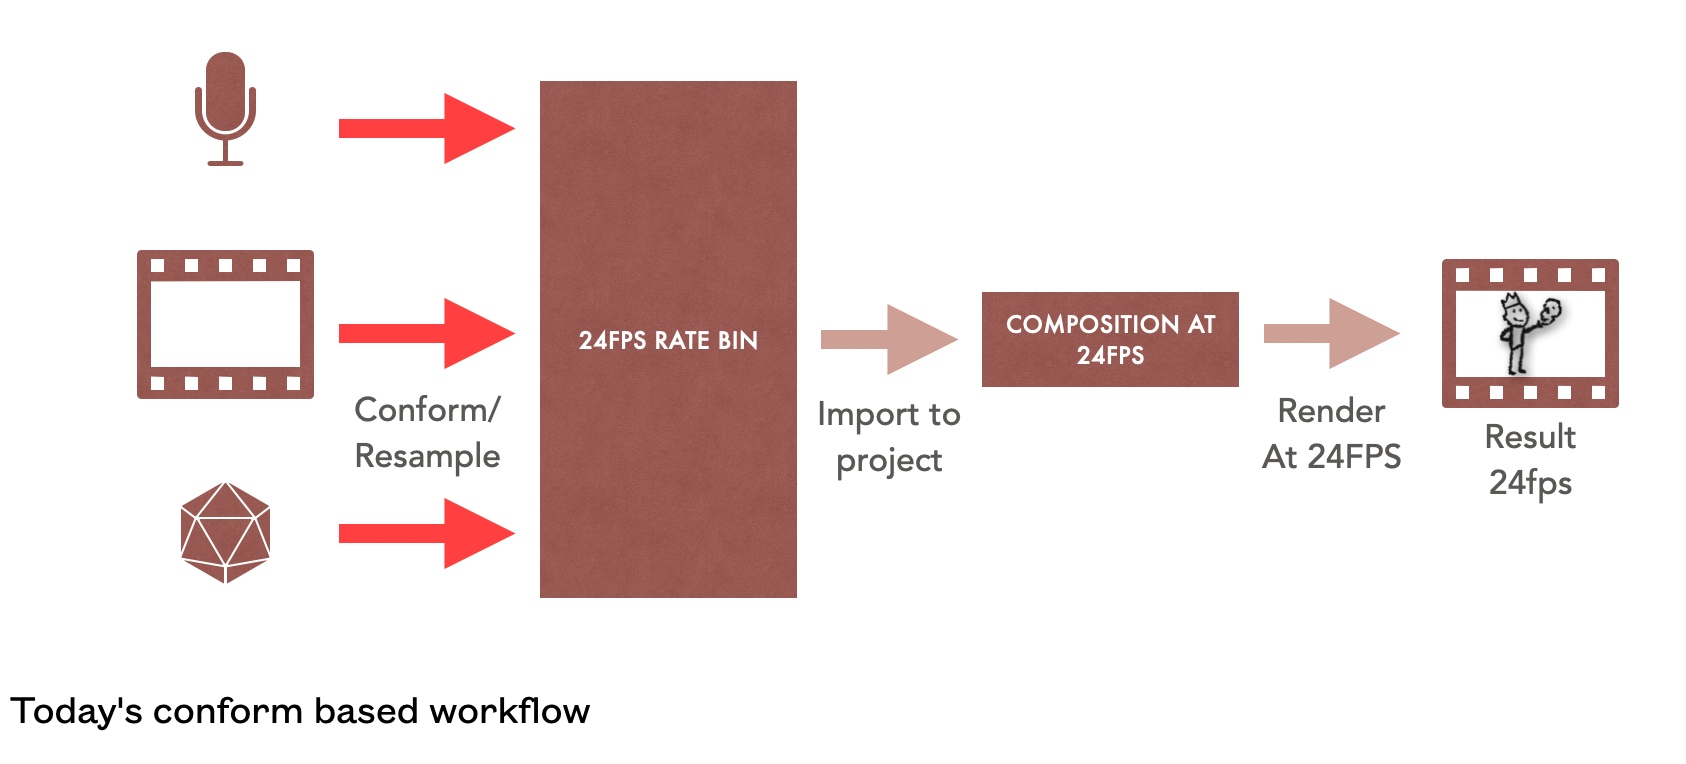 24FPS RATE BIN
COMPOSITION AT
24FPS
Conform/
Resample
Import to
project
Render
At 24FPS
Result
24fps
Today's conform based workflow